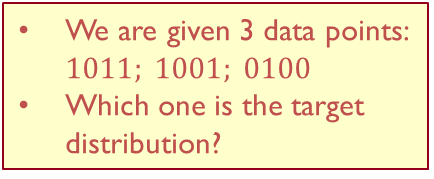 • We are given 3 data points:
1011; 1001; 0100
• Which one is the target
distribution?